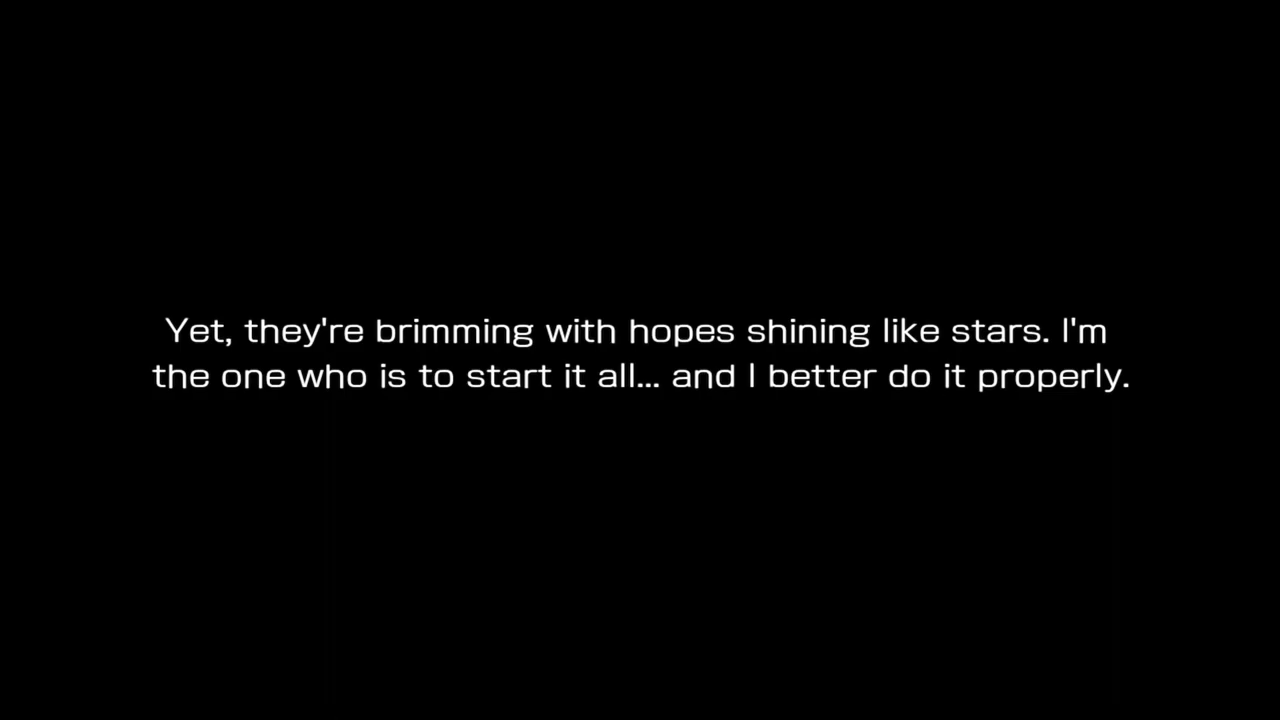 Yet, they're brimming with hopes shining like stars. I'm
the one who is to start it all... and I better do it properly.